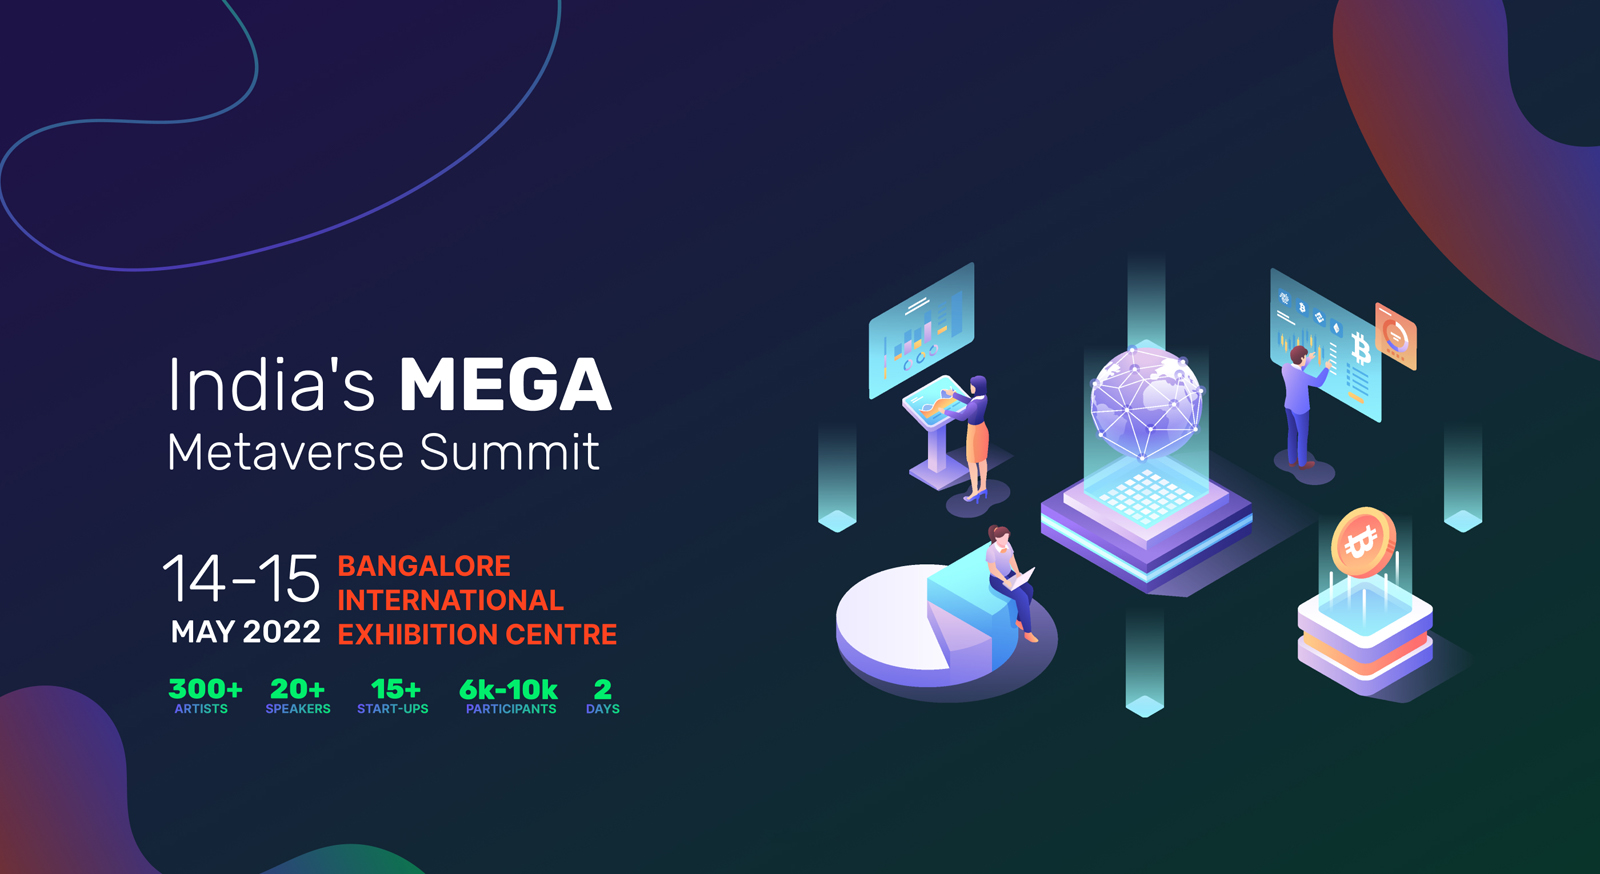 India's MEGA
Metaverse Summit
14-15
MAY 2022
BANGALORE
INTERNATIONAL
EXHIBITION CENTRE
300+
ARTISTS
20+
SPEAKERS
15+
START-UPS
6k-10k
PARTICIPANTS
2
DAYS